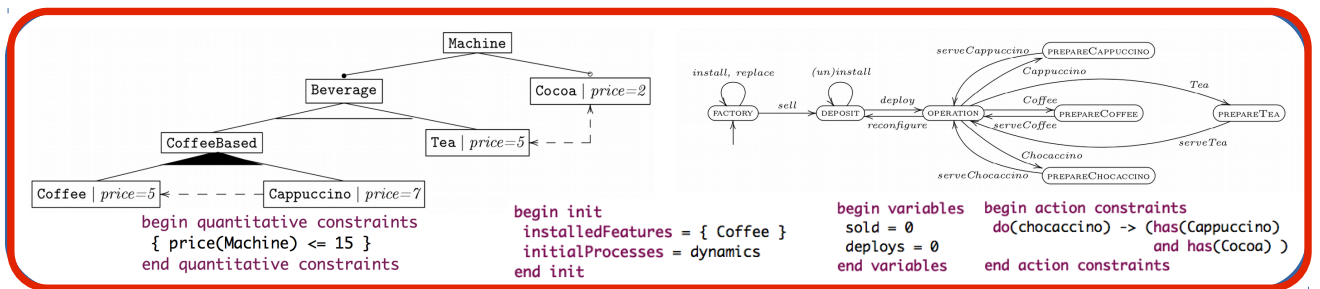 Machine
Beverage
Cocoa | price=2
CoffeeBased
Tea | price=5
Coffee | price=5
Cappuccino | price=7
install, replace
(un)install
FACTORY
sell
DEPOSIT
deploy
reconfigure
OPERATION
serveCappuccino
PREPARECAPPUCCINO
Cappuccino
Tea
Coffee
PREPARECOFFEE
serveCoffee
PREPARETEA
serveTea
Chocaccino
serveChocaccino
PREPARECHOCACCINO
begin quantitative constraints
{ price(Machine) <= 15 }
end quantitative constraints
begin init
installedFeatures = { Coffee }
initialProcesses = dynamics
end init
begin variables
sold = 0
deploys = 0
end variables
begin action constraints
do(chocaccino) -> (has(Cappuccino)
and has(Cocoa) )
end action constraints